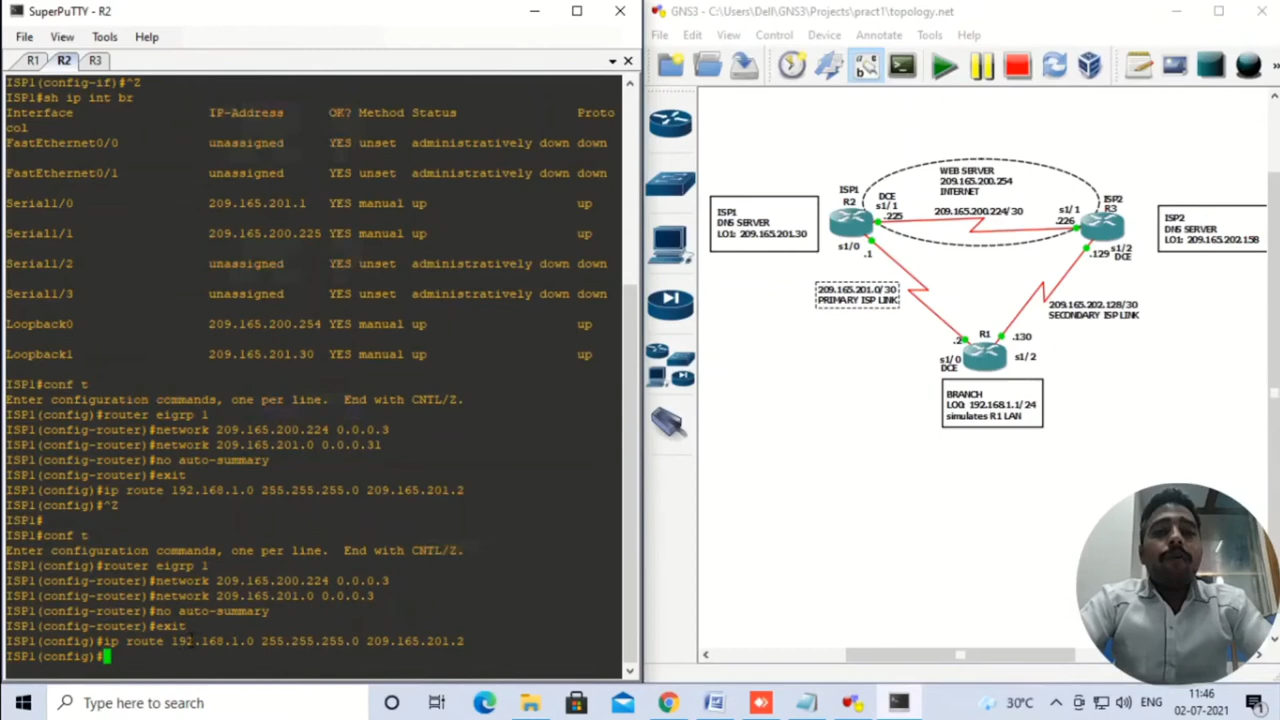 SuperPuTTY - R2
File View Tools Help
R1 R2 R3
ISP1(config-if)#^Z
ISP1#sh ip int br
Interface IP-Address OK? Method Status Proto
col
FastEthernet0/0 unassigned YES unset administratively down down
FastEthernet0/1 unassigned YES unset administratively down down
Serial1/0 209.165.201.1 YES manual up up
Serial1/1 209.165.200.225 YES manual up up
Serial1/2 unassigned YES unset administratively down down
Serial1/3 unassigned YES unset administratively down down
Loopback0 209.165.200.254 YES manual up up
Loopback1 209.165.201.30 YES manual up up
ISP1#conf t
Enter configuration commands, one per line. End with CNTL/Z.
ISP1(config)#router eigrp 1
ISP1(config-router)#network 209.165.200.224 0.0.0.3
ISP1(config-router)#network 209.165.201.0 0.0.0.31
ISP1(config-router)#no auto-summary
ISP1(config-router)#exit
ISP1(config)#ip route 192.168.1.0 255.255.255.0 209.165.201.2
ISP1(config)#^Z
ISP1#
ISP1#conf t
Enter configuration commands, one per line. End with CNTL/Z.
ISP1(config)#router eigrp 1
ISP1(config-router)#network 209.165.200.224 0.0.0.3
ISP1(config-router)#network 209.165.201.0 0.0.0.3
ISP1(config-router)#no auto-summary
ISP1(config-router)#exit
ISP1(config)#ip route 192.168.1.0 255.255.255.0 209.165.201.2
ISP1(config)#
GNS3 - C:\Users\Dell\GNS3\Projects\pract1\topology.net
File Edit View Control Device Annotate Tools Help
WEB SERVER
209.165.200.254
INTERNET
ISP1
R2
DCE
s1/1
.225
209.165.200.224/30
s1/1
.226
ISP2
R3
ISP1
DNS SERVER
LO1: 209.165.201.30
ISP2
DNS SERVER
LO1: 209.165.202.158
s1/0
.1
.129
s1/2
DCE
209.165.201.0/30
PRIMARY ISP LINK
209.165.202.128/30
SECONDARY ISP LINK
.2
R1
.130
s1/0
DCE
s1/2
BRANCH
LO0: 192.168.1.1/24
simulates R1 LAN
Type here to search
30°C
ENG
11:46
02-07-2021
1